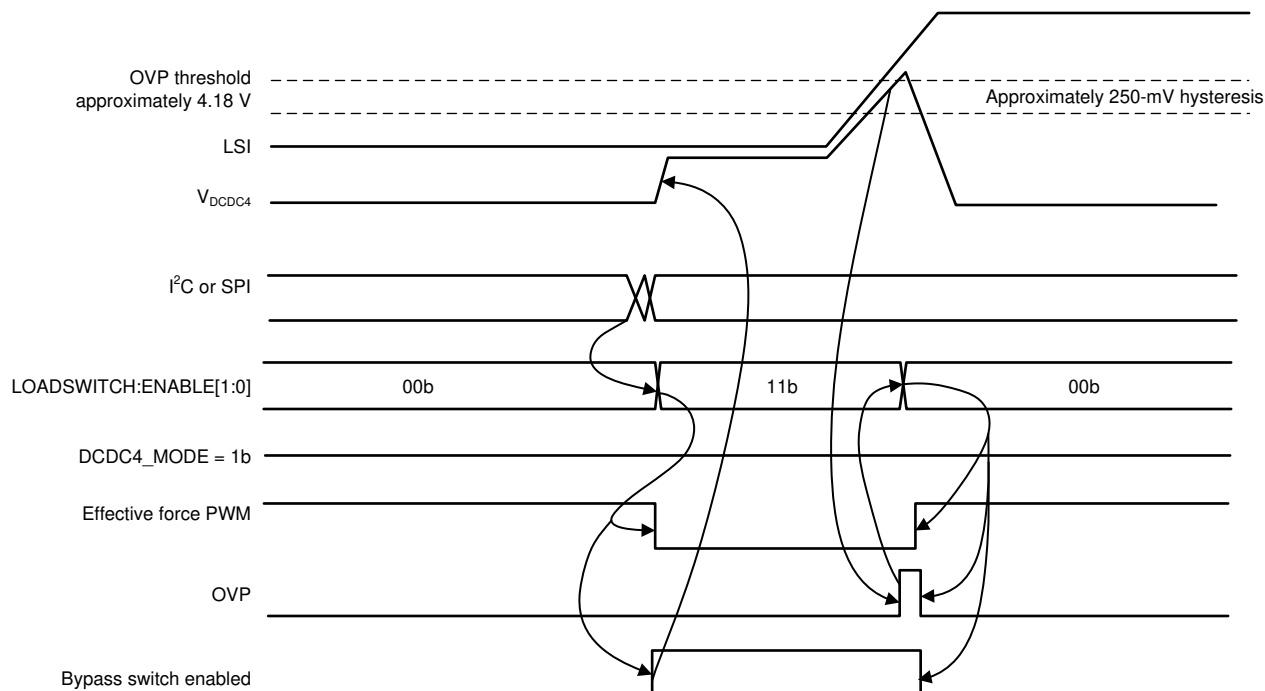 OVP threshold
approximately 4.18 V
Approximately 250-mV hysteresis
LSI
VDCDC4
I2C or SPI
LOADSWITCH:ENABLE[1:0]
00b
11b
00b
DCDC4_MODE = 1b
Effective force PWM
OVP
Bypass switch enabled